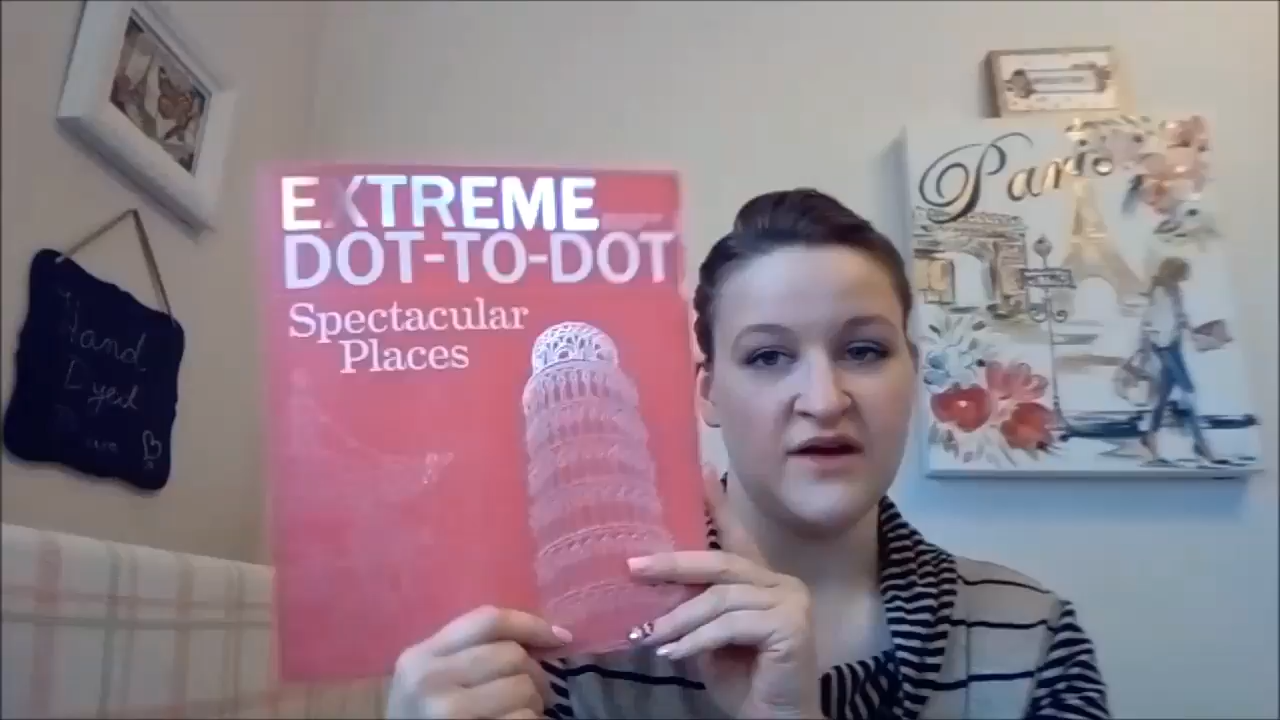 EXTREME
DOT-TO-DOT
Spectacular
Places
Paris
Hand
Dyed